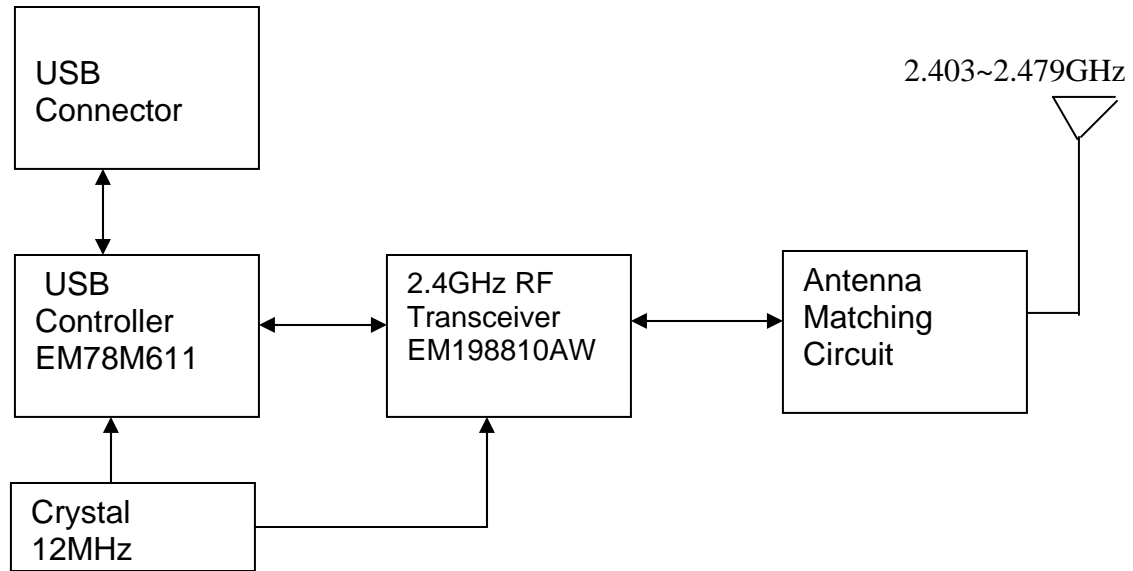 USB
Connector
2.403~2.479GHz
USB
Controller
EM78M611
2.4GHz RF
Transceiver
EM198810AW
Antenna
Matching
Circuit
Crystal
12MHz